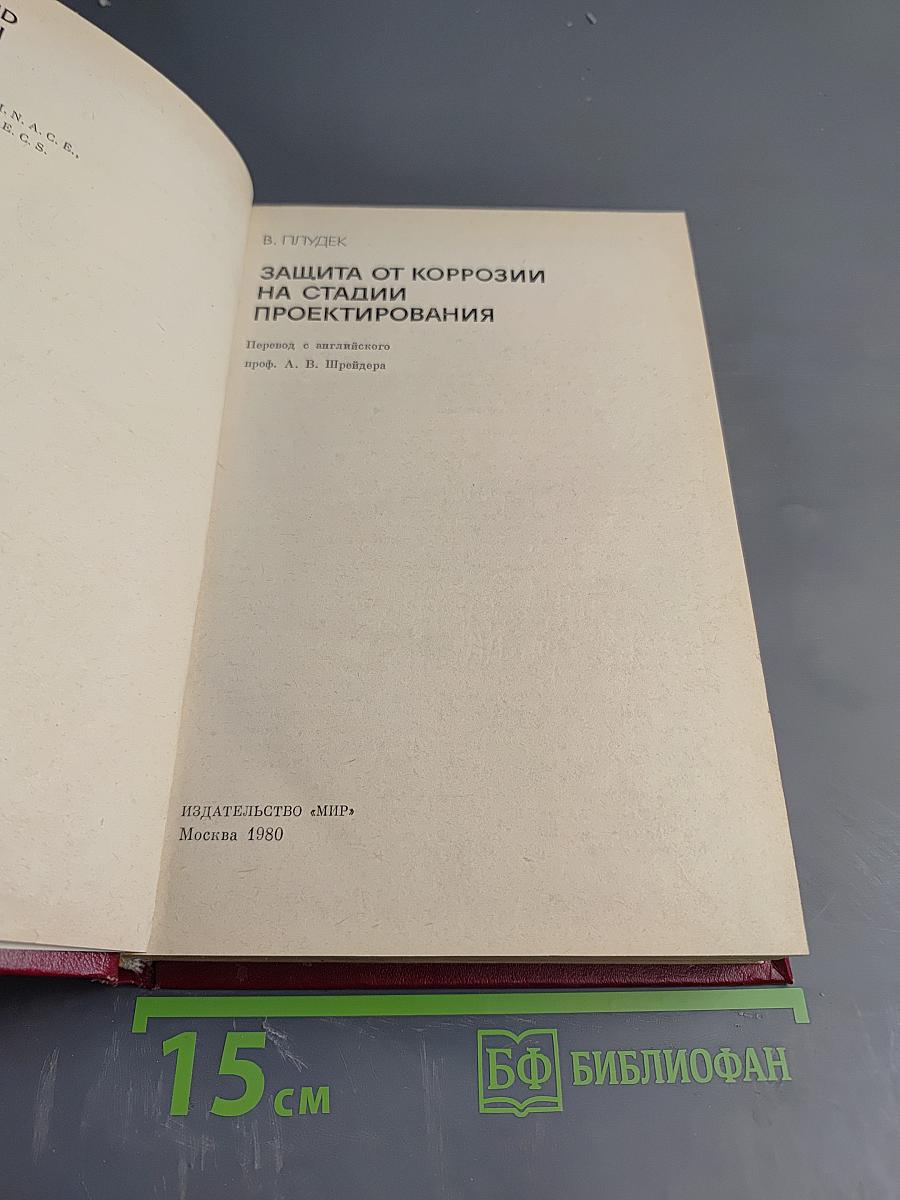 N. A. C. E.,
E. C. S.
В. ПЛУДЕК
ЗАЩИТА ОТ КОРРОЗИИ
НА СТАДИИ
ПРОЕКТИРОВАНИЯ
Перевод с английского
проф. А. В. Шрейдера
ИЗДАТЕЛЬСТВО «МИР»
Москва 1980
15 см
БФ БИБЛИОФАН